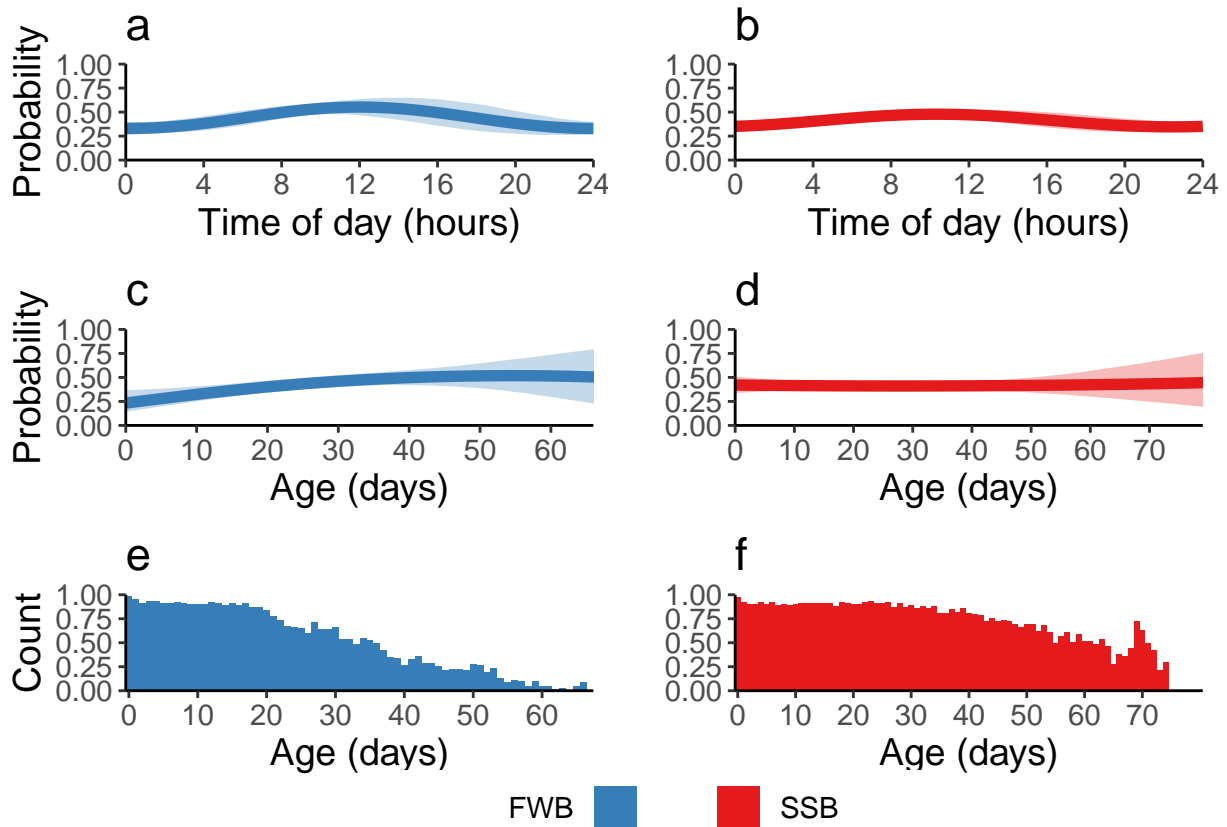 a
Probability
1.00
0.75
0.50
0.25
0.00
0 4 8 12 16 20 24
Time of day (hours)
b
1.00
0.75
0.50
0.25
0.00
0 4 8 12 16 20 24
Time of day (hours)
c
Probability
1.00
0.75
0.50
0.25
0.00
0 10 20 30 40 50 60
Age (days)
d
1.00
0.75
0.50
0.25
0.00
0 10 20 30 40 50 60 70
Age (days)
e
Count
1.00
0.75
0.50
0.25
0.00
0 10 20 30 40 50 60
Age (days)
f
1.00
0.75
0.50
0.25
0.00
0 10 20 30 40 50 60 70
Age (days)
FWB SSB